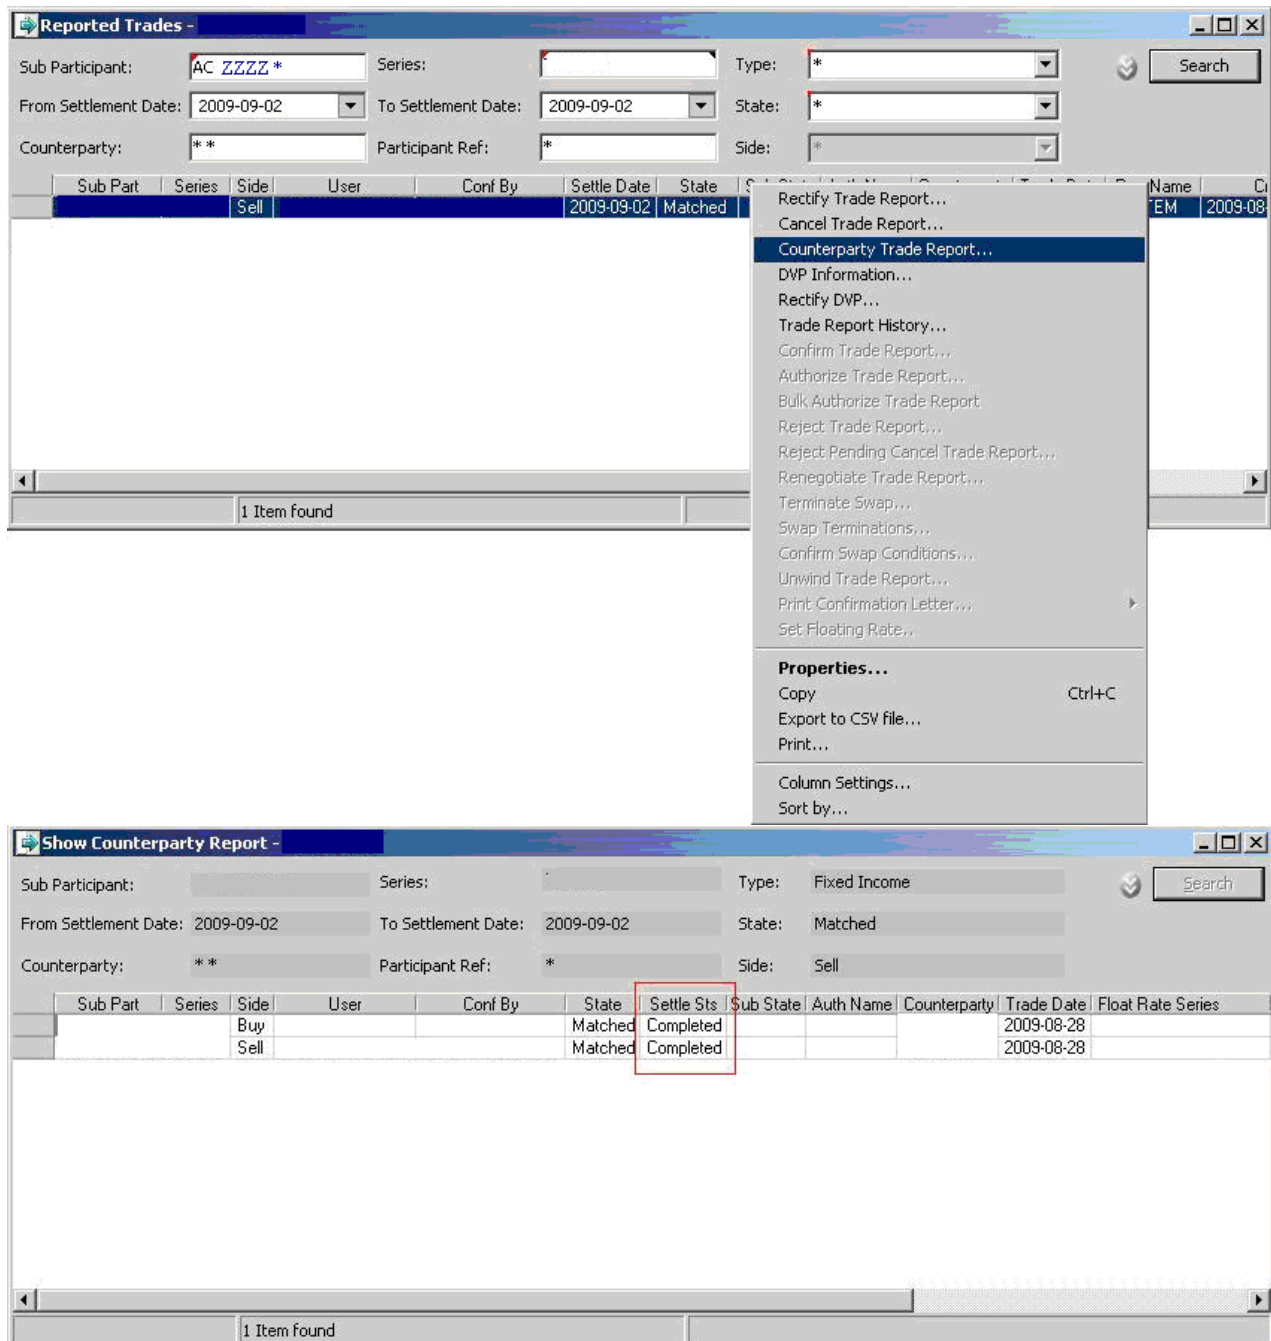 Reported Trades -
Sub Participant: AC ZZZZ * Series: Type: * Search
From Settlement Date: 2009-09-02 To Settlement Date: 2009-09-02 State: *
Counterparty: * * Participant Ref: * Side: *
Sub Part Series Side User Conf By Settle Date State Name
Sell 2009-09-02 Matched TEM 2009-08-
Rectify Trade Report...
Cancel Trade Report...
Counterparty Trade Report...
DVP Information...
Rectify DVP...
Trade Report History...
Confirm Trade Report...
Authorize Trade Report...
Bulk Authorize Trade Report
Reject Trade Report...
Reject Pending Cancel Trade Report...
Renegotiate Trade Report...
Terminate Swap...
Swap Terminations...
Confirm Swap Conditions...
Unwind Trade Report...
Print Confirmation Letter...
Set Floating Rate..
Properties...
Copy Ctrl+C
Export to CSV file...
Print...
Column Settings...
Sort by...
1 Item found
Show Counterparty Report -
Sub Participant: Series: Type: Fixed Income Search
From Settlement Date: 2009-09-02 To Settlement Date: 2009-09-02 State: Matched
Counterparty: * * Participant Ref: * Side: Sell
Sub Part Series Side User Conf By State Settle Sts Sub State Auth Name Counterparty Trade Date Float Rate Series
Buy Matched Completed 2009-08-28
Sell Matched Completed 2009-08-28
1 Item found